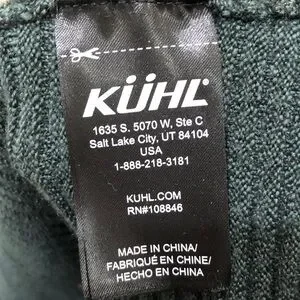 KÜHL
1635 S. 5070 W, Ste C
Salt Lake City, UT 84104
USA
1-888-218-3181
KUHL.COM
RN#108846
MADE IN CHINA/
FABRIQUÉ EN CHINE/
HECHO EN CHINA